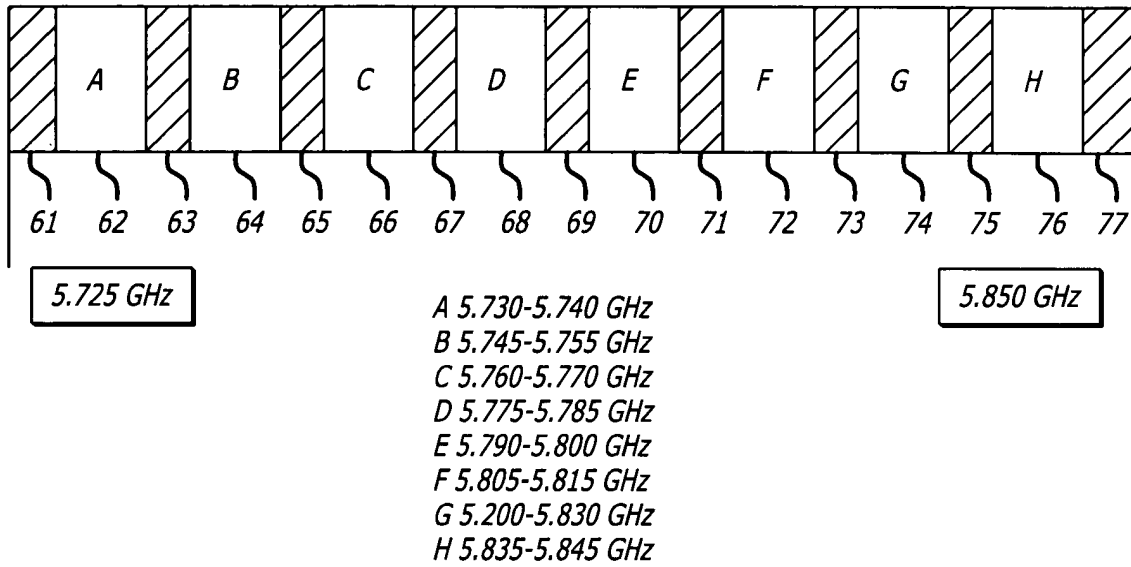 A B C D E F G H
61 62 63 64 65 66 67 68 69 70 71 72 73 74 75 76 77
5.725 GHz 5.850 GHz
A 5.730-5.740 GHz
B 5.745-5.755 GHz
C 5.760-5.770 GHz
D 5.775-5.785 GHz
E 5.790-5.800 GHz
F 5.805-5.815 GHz
G 5.200-5.830 GHz
H 5.835-5.845 GHz